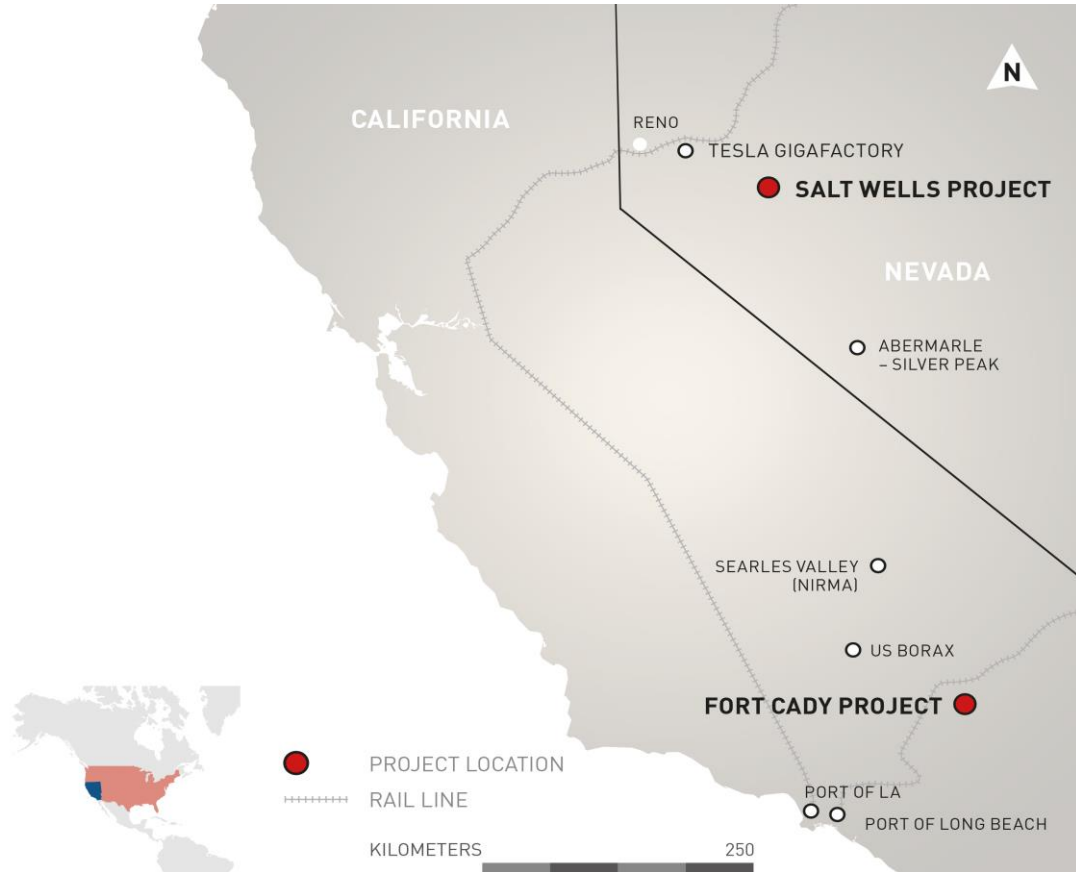 N
CALIFORNIA
RENO
TESLA GIGAFACTORY
SALT WELLS PROJECT
NEVADA
ABERMARLE
– SILVER PEAK
SEARLES VALLEY
(NIRMA)
US BORAX
FORT CADY PROJECT
PROJECT LOCATION
RAIL LINE
PORT OF LA
PORT OF LONG BEACH
KILOMETERS
250